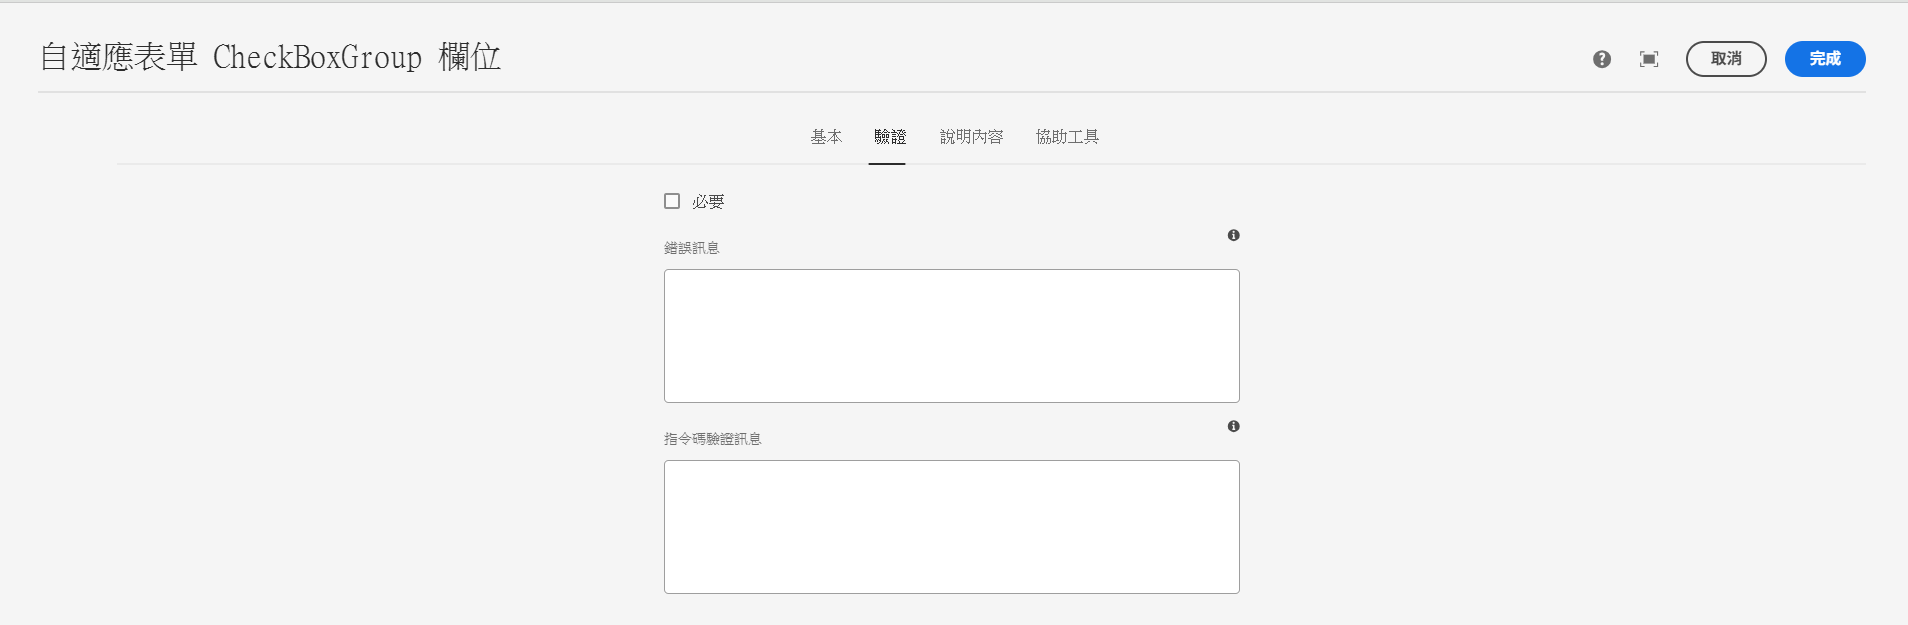 自適應表單 CheckBoxGroup 欄位
取消
完成
基本 驗證 說明內容 協助工具
必要
錯誤訊息
指令碼驗證訊息